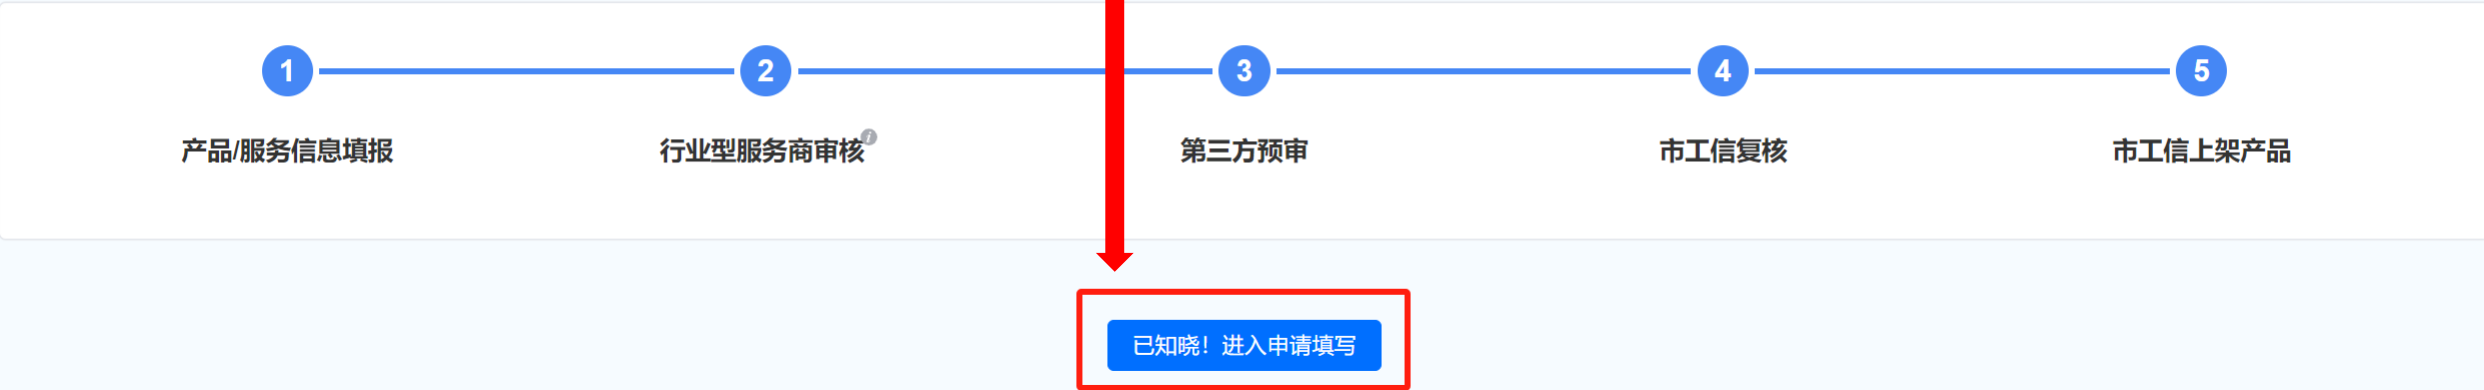 1 2 3 4 5
产品/服务信息填报 行业型服务商审核 i 第三方预审 市工信复核 市工信上架产品
已知晓！进入申请填写